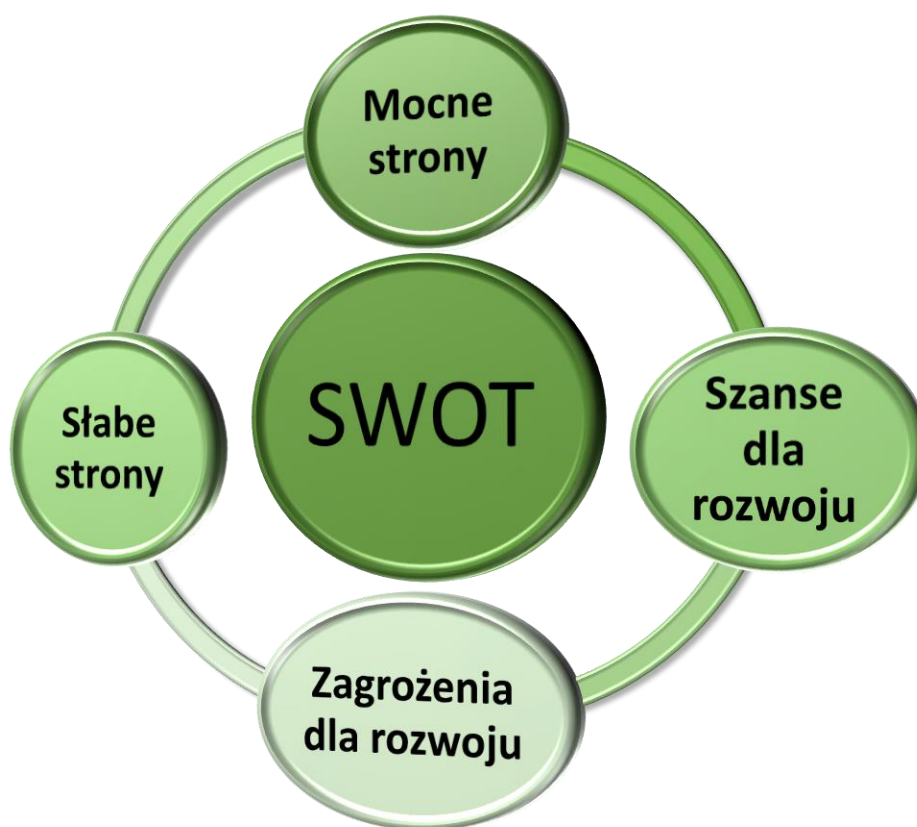 Mocne
strony
SWOT
Szanse
dla
rozwoju
Słabe
strony
Zagrożenia
dla rozwoju